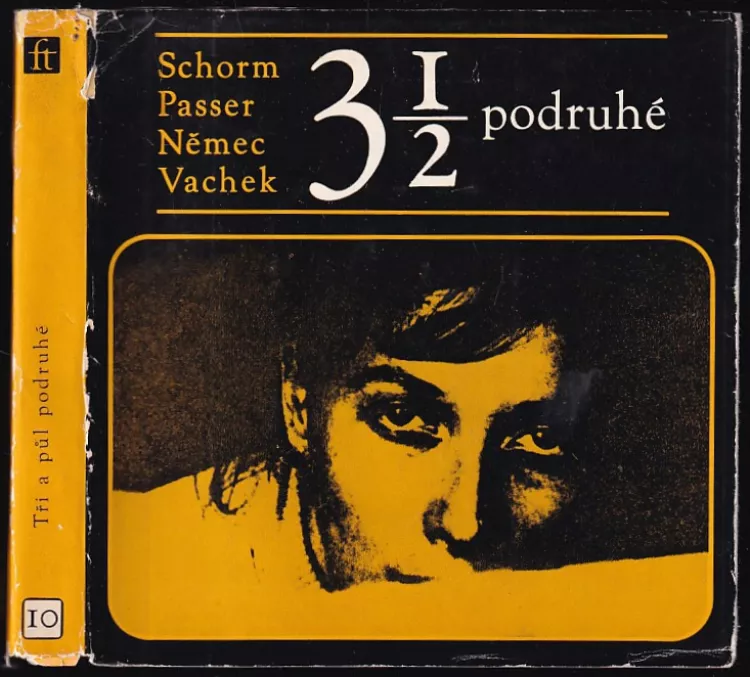 ft
Tři a půl podruhé
10
Schorm
Passer
Němec
Vachek
3 1/2 podruhé